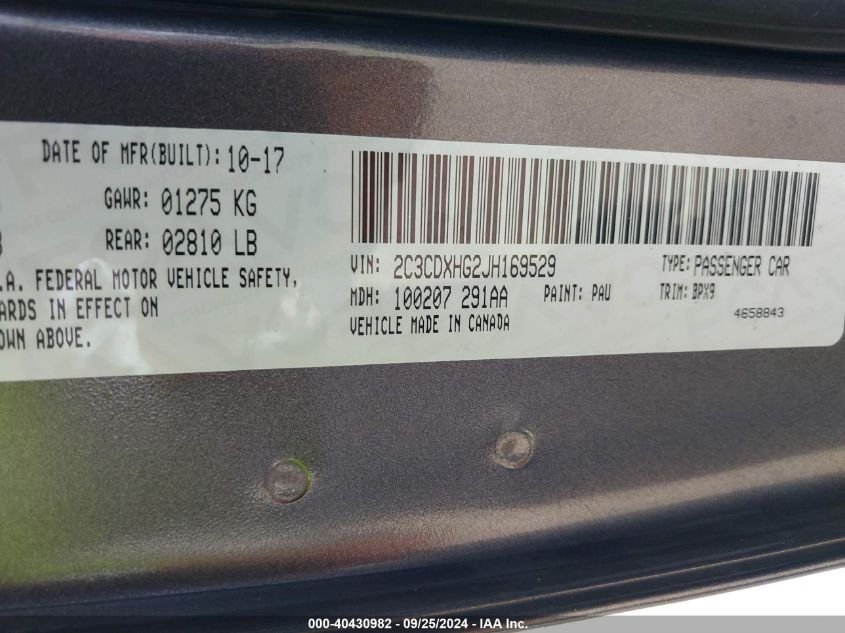 DATE OF MFR(BUILT): 10-17
GAWR: 01275 KG
REAR: 02810 LB
.A. FEDERAL MOTOR VEHICLE SAFETY,
ARDS IN EFFECT ON
OWN ABOVE.
VIN: 2C3CDXHG2JH169529 TYPE: PASSENGER CAR
MDH: 100207 291AA PAINT: PAU TRIM: BPX9
VEHICLE MADE IN CANADA 4658843
000-40430982 - 09/25/2024 - IAA Inc.